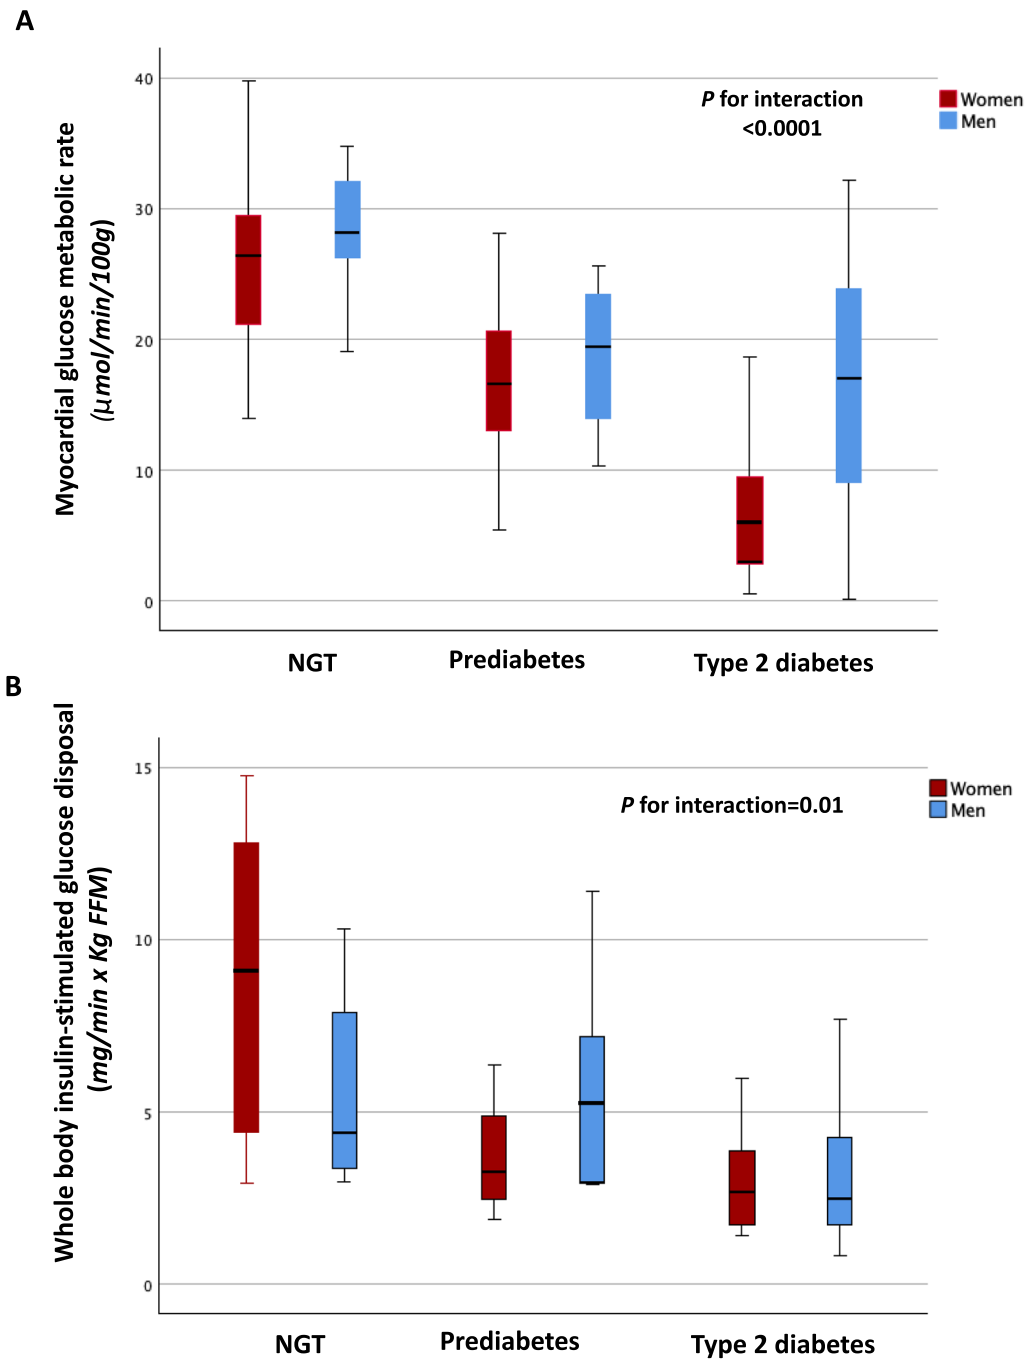 A
Myocardial glucose metabolic rate
(μmol/min/100g)
40
30
20
10
0
P for interaction
<0.0001
Women
Men
NGT
Prediabetes
Type 2 diabetes
B
Whole body insulin-stimulated glucose disposal
(mg/min x Kg FFM)
15
10
5
0
P for interaction=0.01
Women
Men
NGT
Prediabetes
Type 2 diabetes